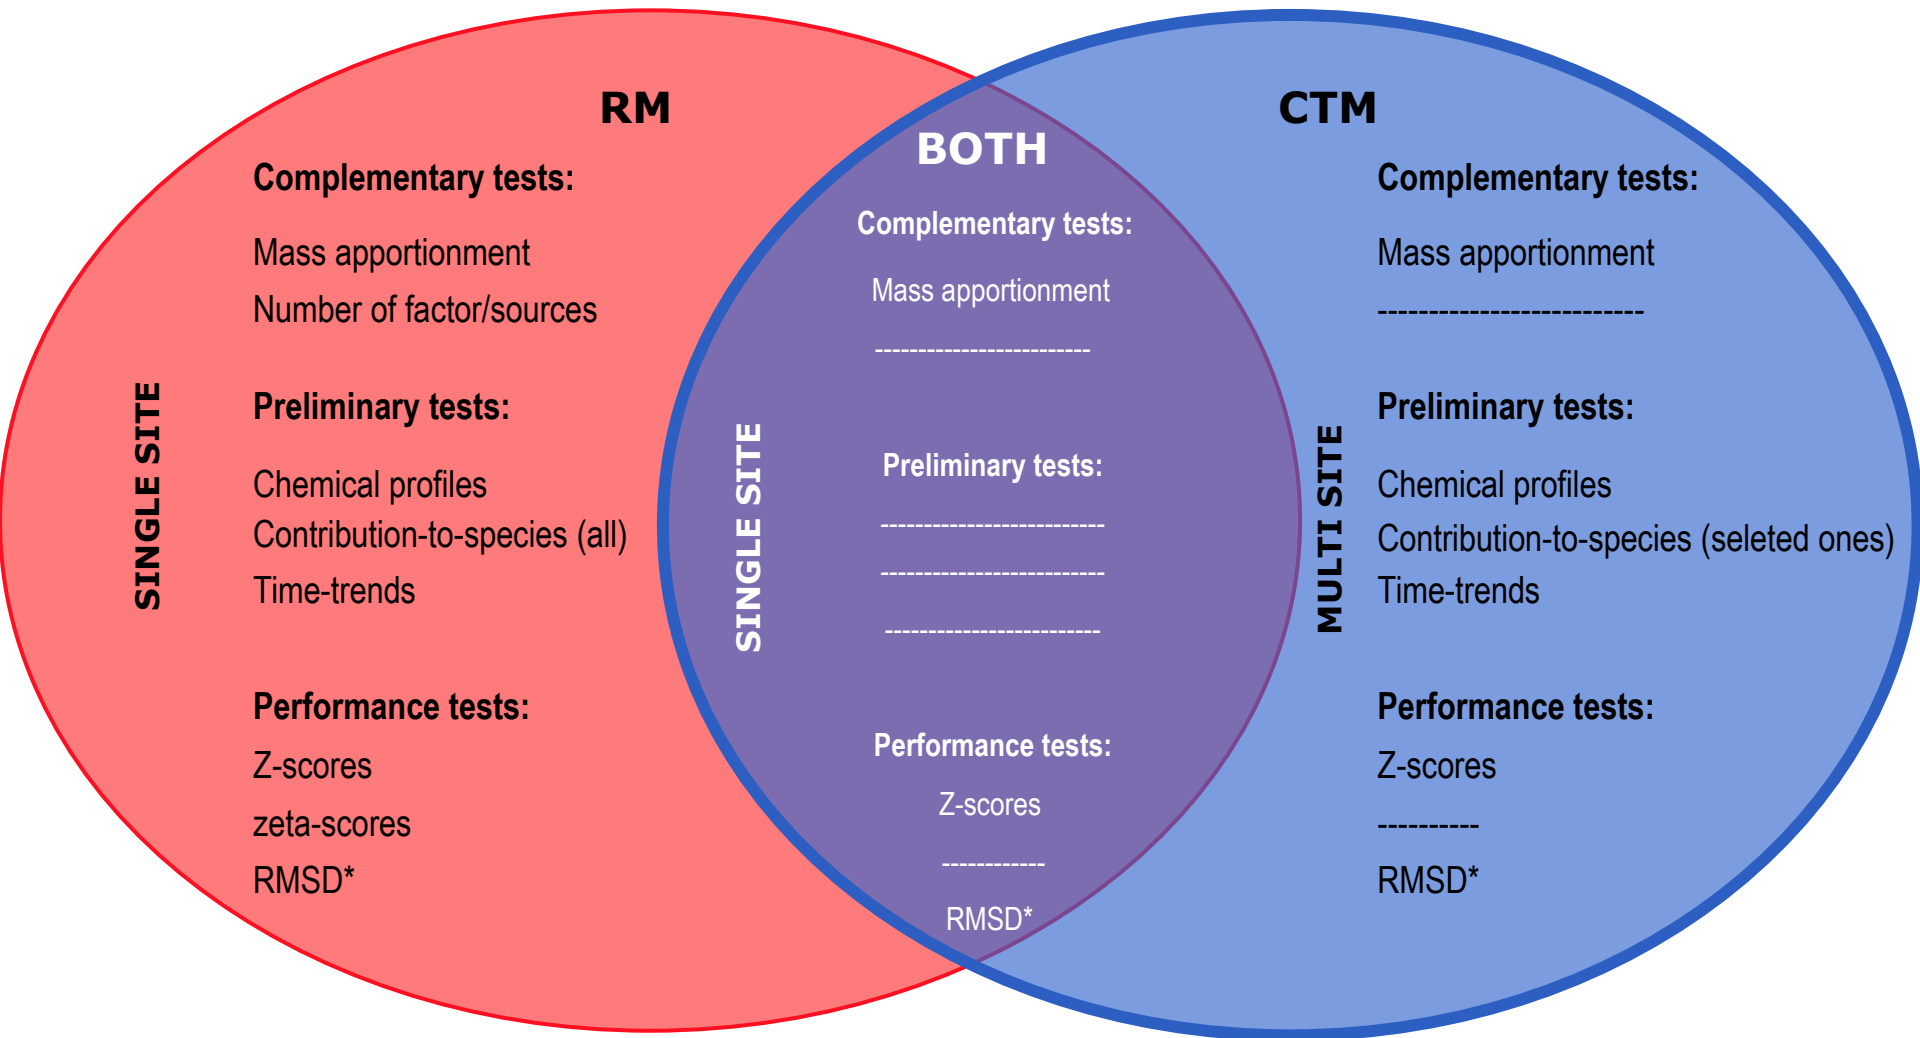 RM
SINGLE SITE
Complementary tests:
Mass apportionment
Number of factor/sources
Preliminary tests:
Chemical profiles
Contribution-to-species (all)
Time-trends
Performance tests:
Z-scores
zeta-scores
RMSD*
BOTH
SINGLE SITE
Complementary tests:
Mass apportionment
-------------------------
Preliminary tests:
--------------------------
--------------------------
-------------------------
Performance tests:
Z-scores
------------
RMSD*
CTM
MULTI SITE
Complementary tests:
Mass apportionment
--------------------------
Preliminary tests:
Chemical profiles
Contribution-to-species (seleted ones)
Time-trends
Performance tests:
Z-scores
----------
RMSD*